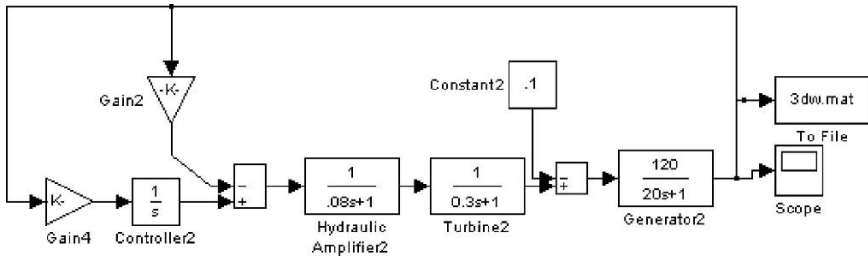 -K-
Gain2
Constant2
.1
3dw.mat
To File
K-
Gain4
1
s
Controller2
−
+
1
.08s+1
Hydraulic
Amplifier2
1
0.3s+1
Turbine2
−
+
120
20s+1
Generator2
Scope